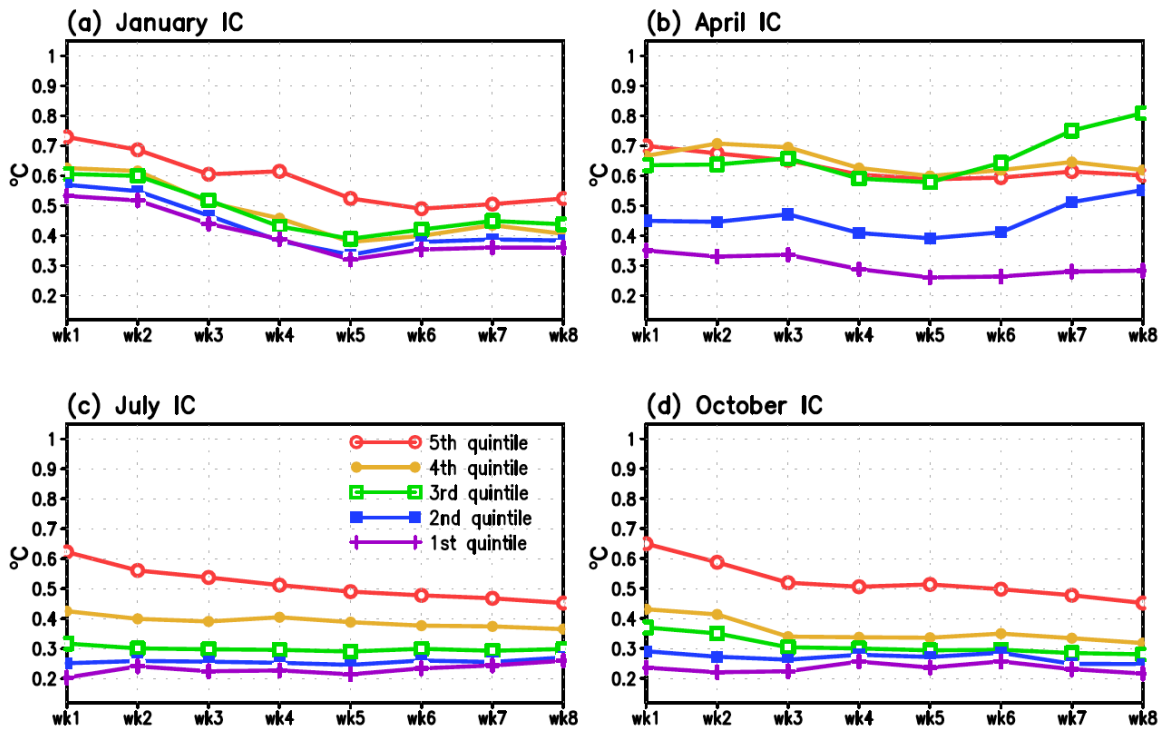 (a) January IC
1
0.9
0.8
0.7
0.6
0.5
0.4
0.3
0.2
°C
wk1 wk2 wk3 wk4 wk5 wk6 wk7 wk8
(b) April IC
1
0.9
0.8
0.7
0.6
0.5
0.4
0.3
0.2
°C
wk1 wk2 wk3 wk4 wk5 wk6 wk7 wk8
(c) July IC
1
0.9
0.8
0.7
0.6
0.5
0.4
0.3
0.2
°C
5th quintile
4th quintile
3rd quintile
2nd quintile
1st quintile
wk1 wk2 wk3 wk4 wk5 wk6 wk7 wk8
(d) October IC
1
0.9
0.8
0.7
0.6
0.5
0.4
0.3
0.2
°C
wk1 wk2 wk3 wk4 wk5 wk6 wk7 wk8